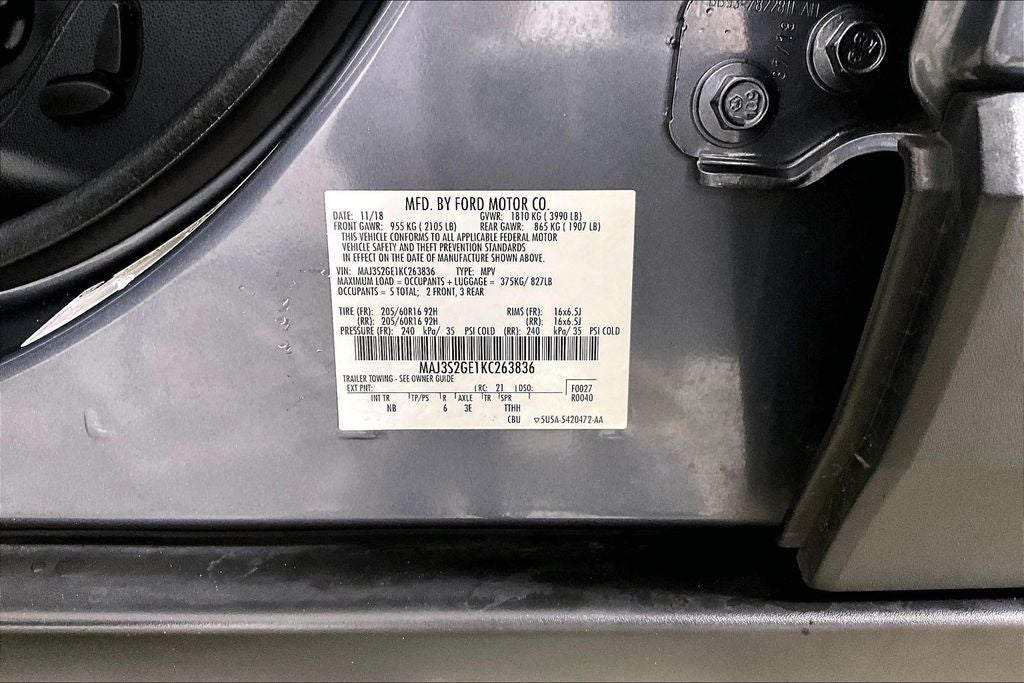 MFD. BY FORD MOTOR CO.
DATE: 11/18 GVWR: 1810 KG ( 3990 LB)
FRONT GAWR: 955 KG ( 2105 LB) REAR GAWR: 865 KG ( 1907 LB)
THIS VEHICLE CONFORMS TO ALL APPLICABLE FEDERAL MOTOR
VEHICLE SAFETY AND THEFT PREVENTION STANDARDS
IN EFFECT ON THE DATE OF MANUFACTURE SHOWN ABOVE.
VIN: MAJ3S2GE1KC263836 TYPE: MPV
MAXIMUM LOAD = OCCUPANTS + LUGGAGE = 375KG/ 827LB
OCCUPANTS = 5 TOTAL; 2 FRONT, 3 REAR
TIRE (FR): 205/60R16 92H RIMS (FR): 16x6.5J
(RR): 205/60R16 92H (RR): 16x6.5J
PRESSURE (FR): 240 kPa/ 35 PSI COLD (RR): 240 kPa/ 35 PSI COLD
MAJ3S2GE1KC263836
TRAILER TOWING - SEE OWNER GUIDE
EXT PNT: RC: 21 DSO: F0027
INT TR TP/PS R AXLE TR SPR R0040
NB 6 3E TTHH
CBU ▽5U5A-5420472-AA